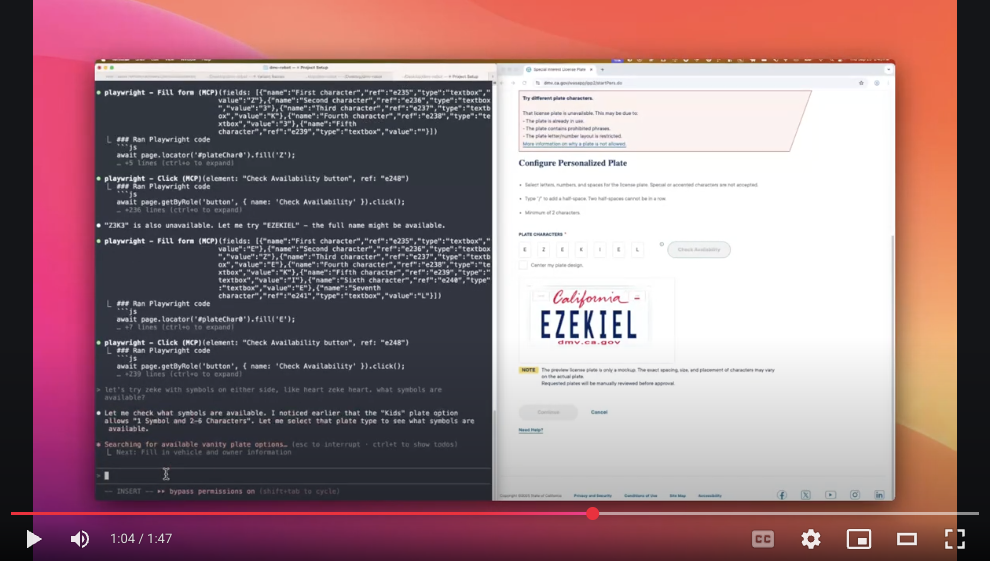 dmv-robot — ✳ Project Setup
● playwright - Fill form (MCP)(fields: [{"name":"First character","ref":"e235","type":"textbox","
value":"Z"},{"name":"Second character","ref":"e236","type":"textbox
","value":"3"},{"name":"Third character","ref":"e237","type":"textb
ox","value":"K"},{"name":"Fourth character","ref":"e238","type":"te
xtbox","value":"3"},{"name":"Fifth
character","ref":"e239","type":"textbox","value":""}])
⎿ ### Ran Playwright code
```js
await page.locator('#plateChar0').fill('Z');
… +5 lines (ctrl+o to expand)
● playwright - Click (MCP)(element: "Check Availability button", ref: "e248")
⎿ ### Ran Playwright code
```js
await page.getByRole('button', { name: 'Check Availability' }).click();
… +236 lines (ctrl+o to expand)
● "Z3K3" is also unavailable. Let me try "EZEKIEL" - the full name might be available.
● playwright - Fill form (MCP)(fields: [{"name":"First character","ref":"e235","type":"textbox","
value":"E"},{"name":"Second character","ref":"e236","type":"textbox
","value":"Z"},{"name":"Third character","ref":"e237","type":"textb
ox","value":"E"},{"name":"Fourth character","ref":"e238","type":"te
xtbox","value":"K"},{"name":"Fifth character","ref":"e239","type":"
textbox","value":"I"},{"name":"Sixth character","ref":"e240","type"
:"textbox","value":"E"},{"name":"Seventh
character","ref":"e241","type":"textbox","value":"L"}])
⎿ ### Ran Playwright code
```js
await page.locator('#plateChar0').fill('E');
… +7 lines (ctrl+o to expand)
● playwright - Click (MCP)(element: "Check Availability button", ref: "e248")
⎿ ### Ran Playwright code
```js
await page.getByRole('button', { name: 'Check Availability' }).click();
… +239 lines (ctrl+o to expand)
> let's try zeke with symbols on either side, like heart zeke heart. what symbols are
available?
● Let me check what symbols are available. I noticed earlier that the "Kids" plate option
allows "1 Symbol and 2-6 Characters". Let me select that plate type to see what symbols are
available.
Searching for available vanity plate options… (esc to interrupt · ctrl+t to show todos)
⎿ Next: Fill in vehicle and owner information
>
-- INSERT -- ⏵⏵ bypass permissions on (shift+tab to cycle)
Special Interest License Plate
Try different plate characters.
That license plate is unavailable. This may be due to:
- The plate is already in use.
- The plate contains prohibited phrases.
- The plate letter/number layout is restricted.
More information on why a plate is not allowed.
Configure Personalized Plate
• Select letters, numbers, and spaces for the license plate. Special or accented characters are not accepted.
• Type '/' to add a half-space. Two half-spaces cannot be in a row.
• Minimum of 2 characters.
PLATE CHARACTERS *
E Z E K I E L Check Availability
Center my plate design.
California
EZEKIEL
dmv.ca.gov
NOTE The preview license plate is only a mockup. The exact spacing, size, and placement of characters may vary
on the actual plate.
Requested plates will be manually reviewed before approval.
Continue Cancel
Need Help?
Copyright ©2025 State of California Privacy and Security Conditions of Use Site Map Accessibility
1:04 / 1:47
CC